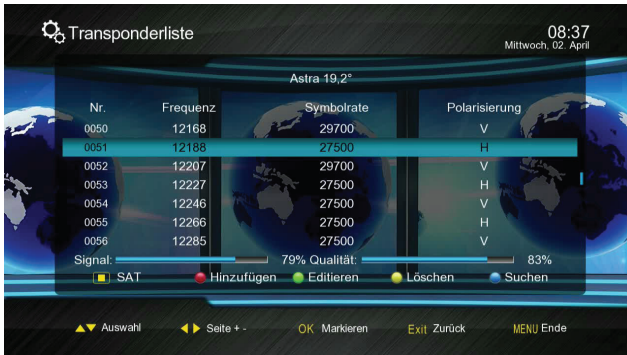 Transponderliste
08:37
Mittwoch, 02. April
Astra 19,2°
Nr. Frequenz Symbolrate Polarisierung
0050 12168 29700 V
0051 12188 27500 H
0052 12207 29700 V
0053 12227 27500 H
0054 12246 27500 V
0055 12266 27500 H
0056 12285 27500 V
Signal: 79% Qualität: 83%
SAT Hinzufügen Editieren Löschen Suchen
Auswahl Seite + - OK Markieren Exit Zurück MENU Ende